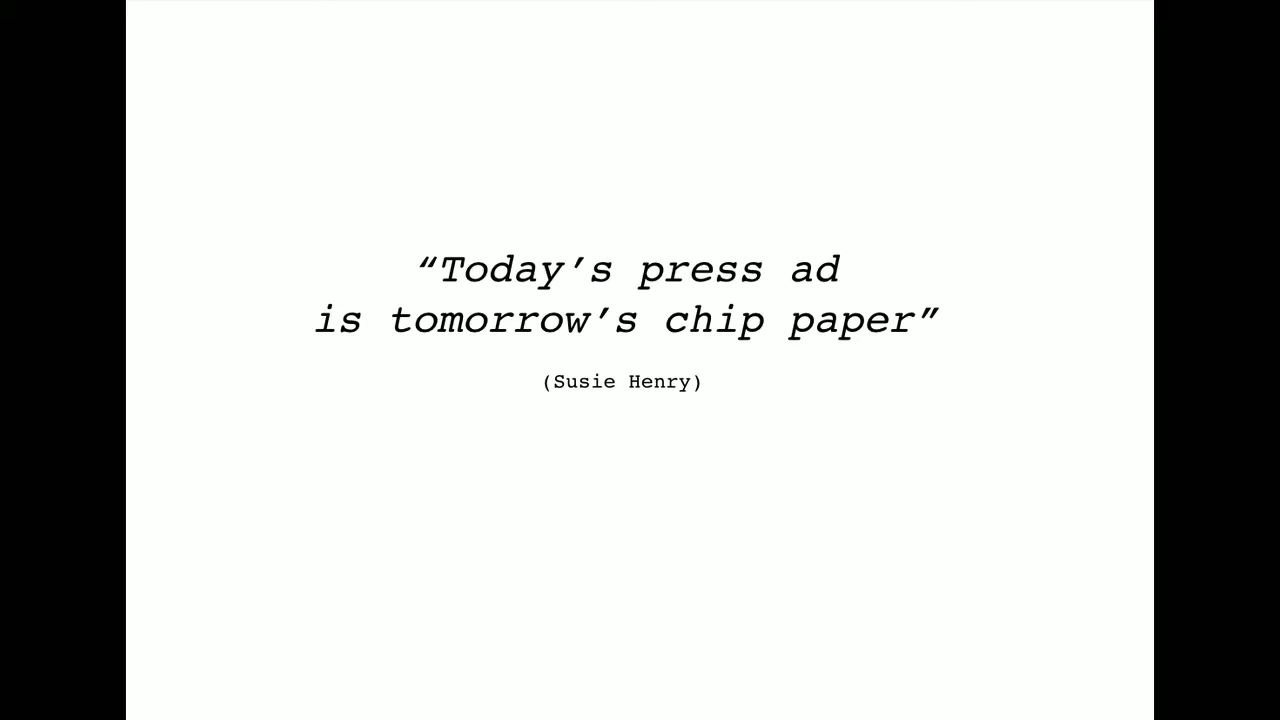 “Today’s press ad
is tomorrow’s chip paper”
(Susie Henry)